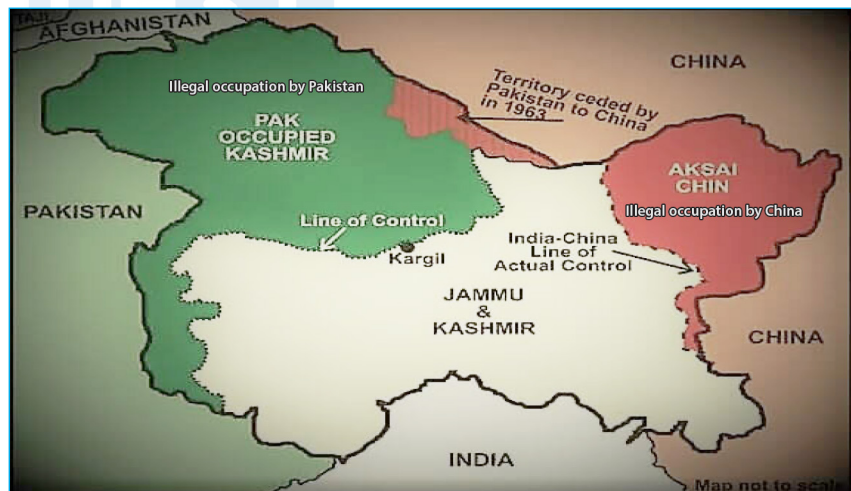 TAJI.
AFGHANISTAN
CHINA
Illegal occupation by Pakistan
Territory ceded by
Pakistan to China
in 1963
PAK
OCCUPIED
KASHMIR
AKSAI
CHIN
Illegal occupation by China
PAKISTAN
Line of Control
Kargil
India-China
Line of
Actual Control
JAMMU
&
KASHMIR
CHINA
INDIA
Map not to scale